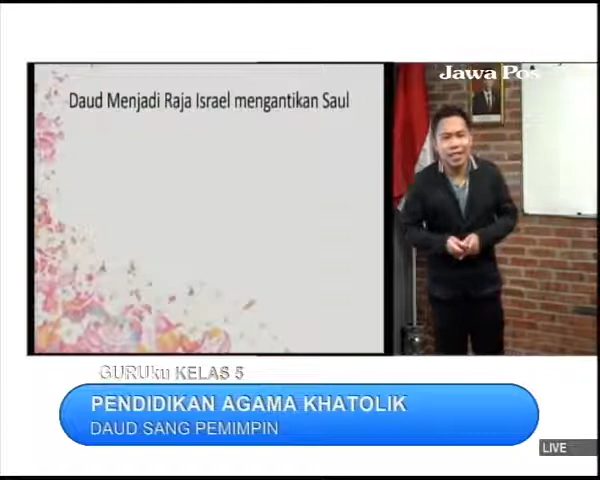 Jawa Pos
Daud Menjadi Raja Israel mengantikan Saul
GURUku KELAS 5
PENDIDIKAN AGAMA KHATOLIK
DAUD SANG PEMIMPIN
LIVE